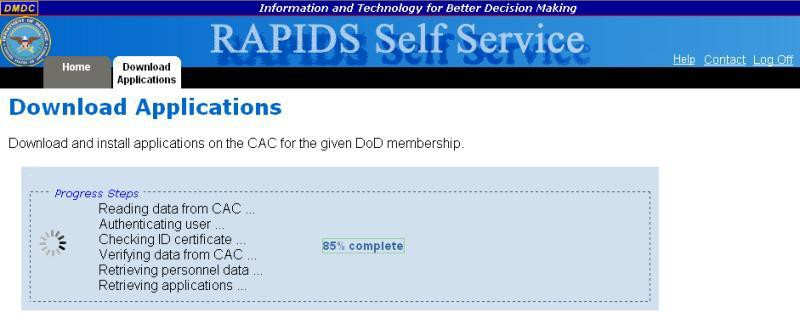 DMDC
Information and Technology for Better Decision Making
RAPIDS Self Service
Home
Download
Applications
Help Contact Log Off
Download Applications
Download and install applications on the CAC for the given DoD membership.
Progress Steps
Reading data from CAC ...
Authenticating user ...
Checking ID certificate ...
85% complete
Verifying data from CAC ...
Retrieving personnel data ...
Retrieving applications ...